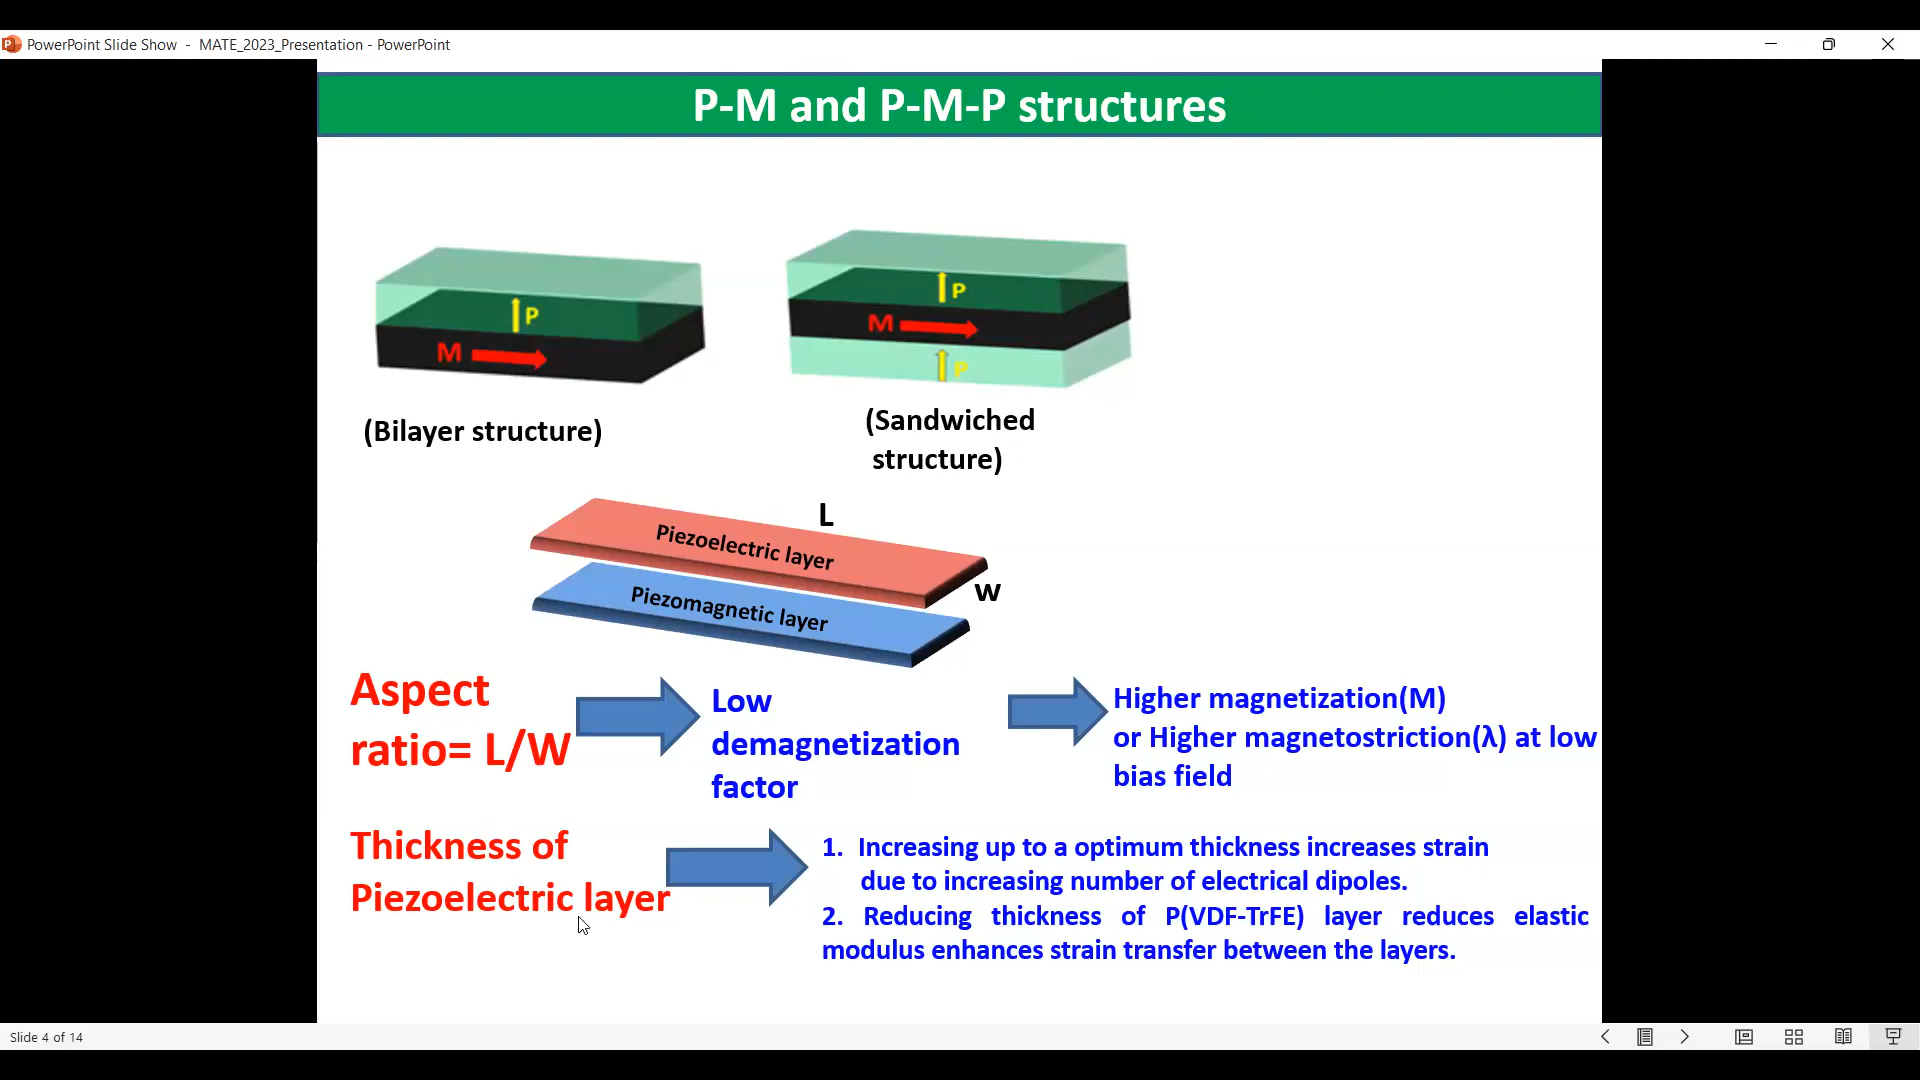 PowerPoint Slide Show - MATE_2023_Presentation - PowerPoint
P-M and P-M-P structures
P
M
P
M
P
(Bilayer structure)
(Sandwiched
structure)
L
Piezoelectric layer
W
Piezomagnetic layer
Aspect
ratio= L/W
Low
demagnetization
factor
Higher magnetization(M)
or Higher magnetostriction(λ) at low
bias field
Thickness of
Piezoelectric layer
1. Increasing up to a optimum thickness increases strain
due to increasing number of electrical dipoles.
2. Reducing thickness of P(VDF-TrFE) layer reduces elastic
modulus enhances strain transfer between the layers.
Slide 4 of 14